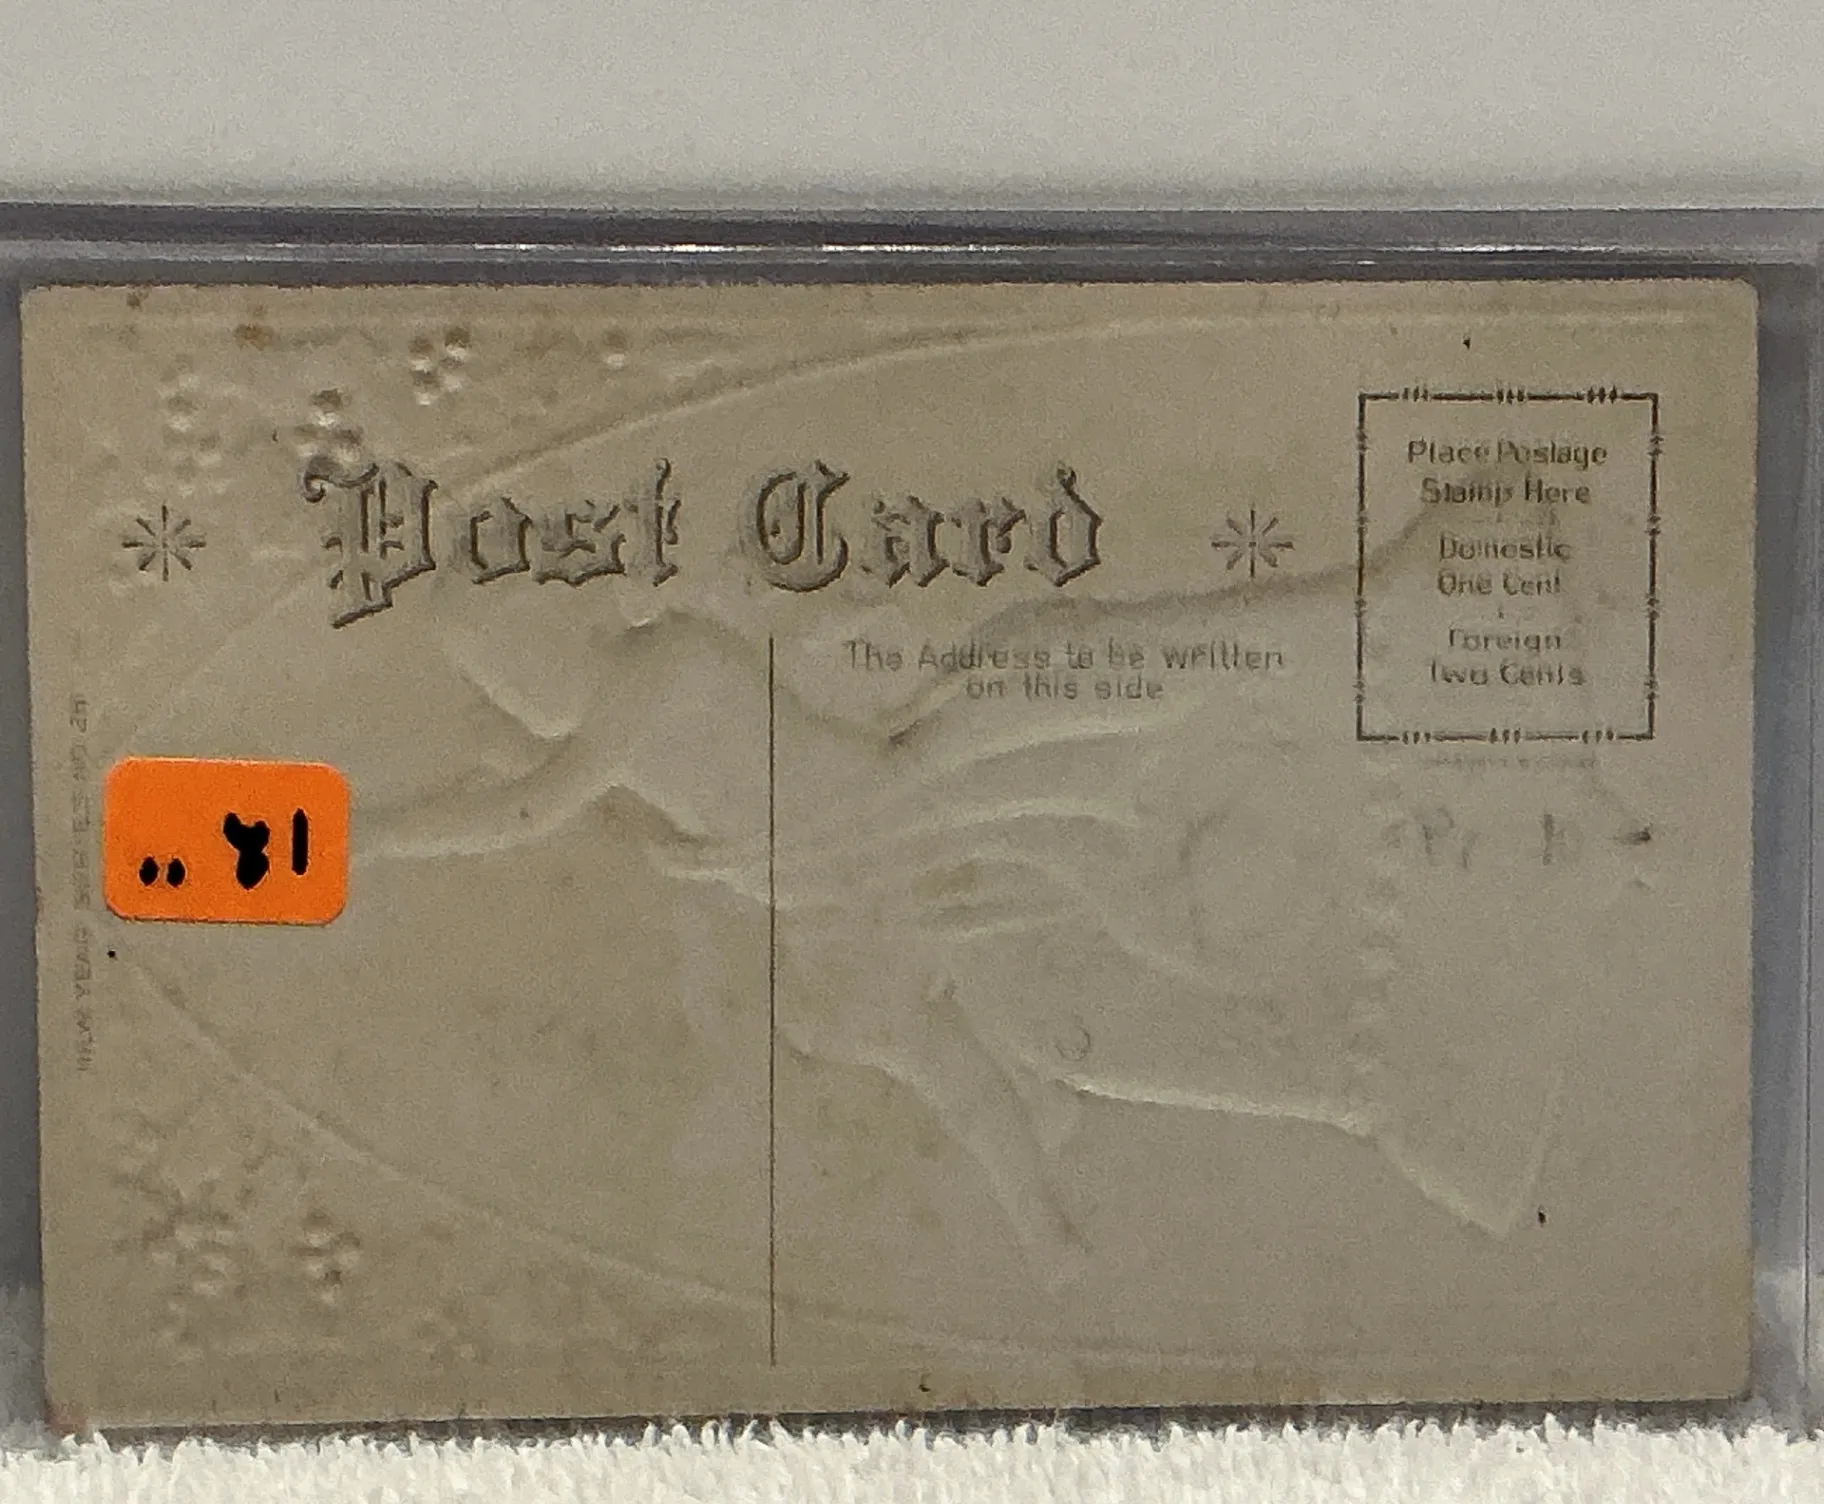 Post Card
Place Postage
Stamp Here
Domestic
One Cent
Foreign
Two Cents
The Address to be written
on this side